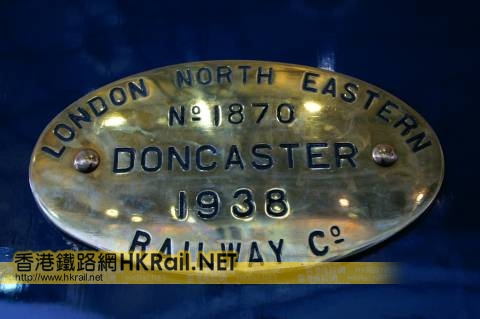 LONDON NORTH EASTERN
Nº 1870
DONCASTER
1938
RAILWAY Cº
香港鐵路網HKRail.NET
http://www.hkrail.net